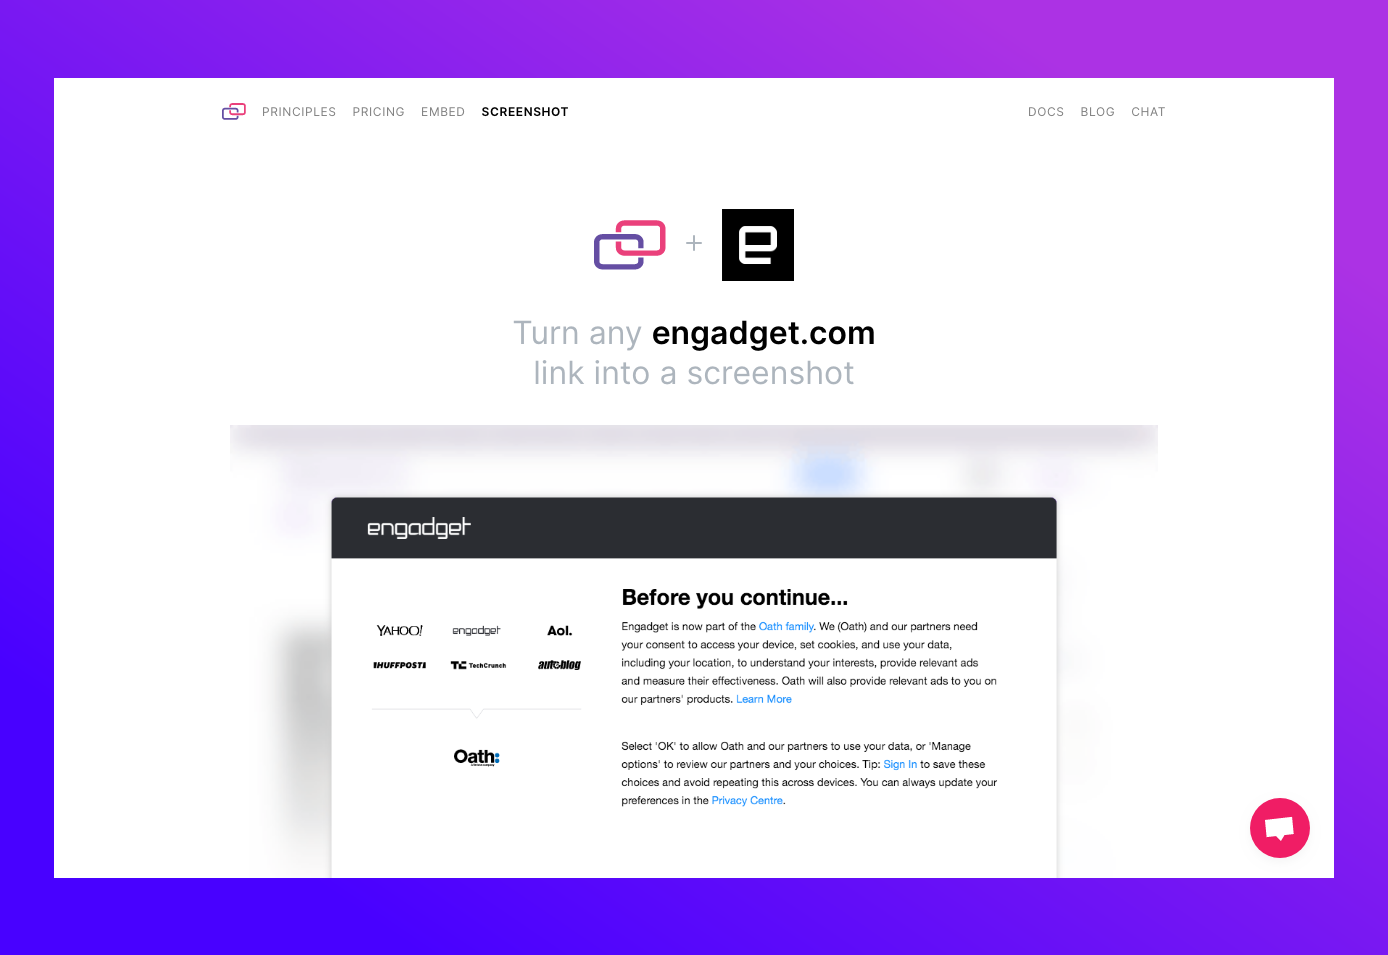 PRINCIPLES PRICING EMBED SCREENSHOT DOCS BLOG CHAT
Turn any engadget.com
link into a screenshot
engadget
Before you continue...
Engadget is now part of the Oath family. We (Oath) and our partners need
your consent to access your device, set cookies, and use your data,
including your location, to understand your interests, provide relevant ads
and measure their effectiveness. Oath will also provide relevant ads to you on
our partners' products. Learn More
YAHOO! engadget Aol.
HUFFPOST TC TechCrunch autoblog
Oath:
Select 'OK' to allow Oath and our partners to use your data, or 'Manage
options' to review our partners and your choices. Tip: Sign In to save these
choices and avoid repeating this across devices. You can always update your
preferences in the Privacy Centre.